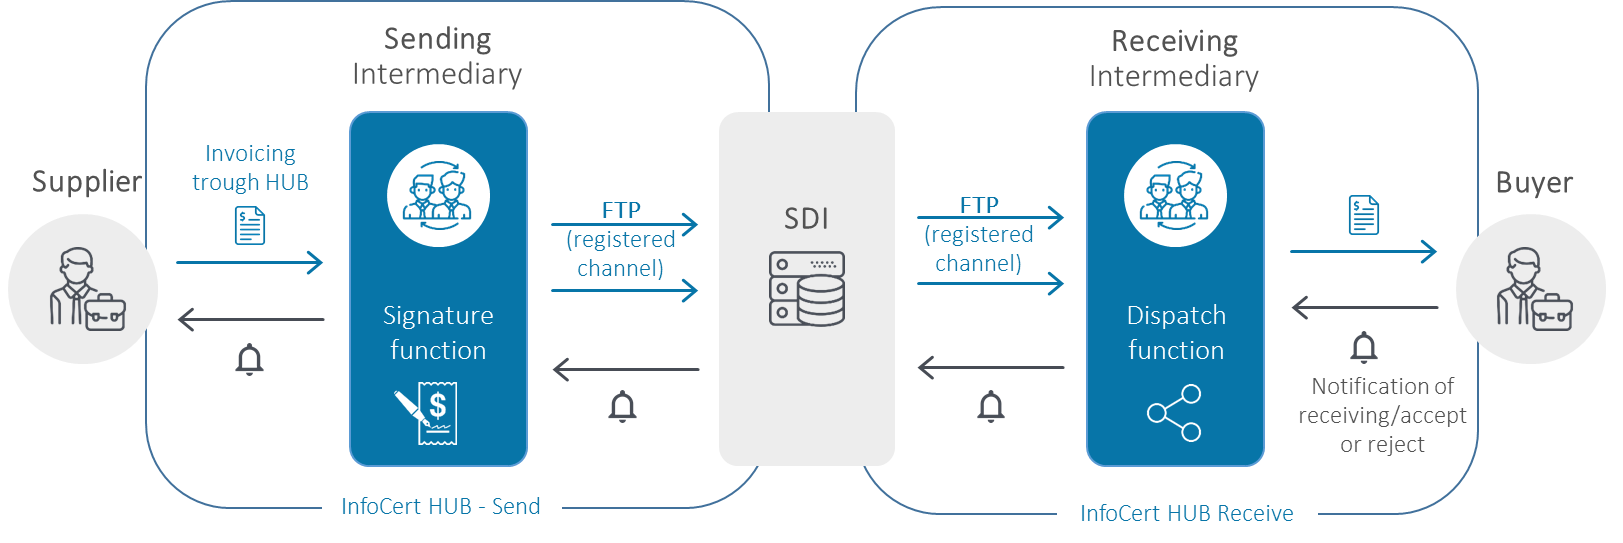 Sending
Intermediary
Receiving
Intermediary
Supplier
Invoicing
trough HUB
Signature
function
$
$
FTP
(registered
channel)
SDI
FTP
(registered
channel)
Dispatch
function
$
Buyer
Notification of
receiving/accept
or reject
InfoCert HUB - Send
InfoCert HUB Receive